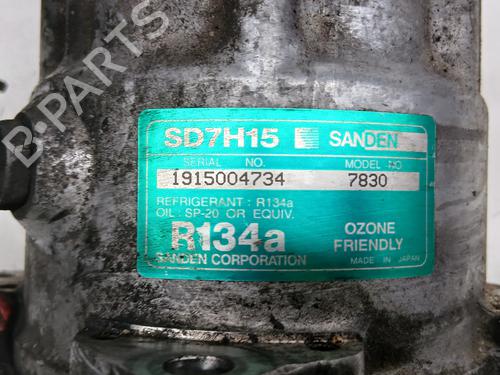 SD7H15 SANDEN
SERIAL NO. MODEL NO
1915004734 7830
REFRIGERANT : R134a
OIL : SP-20 OR EQUIV.
R134a OZONE FRIENDLY
SANDEN CORPORATION MADE IN JAPAN